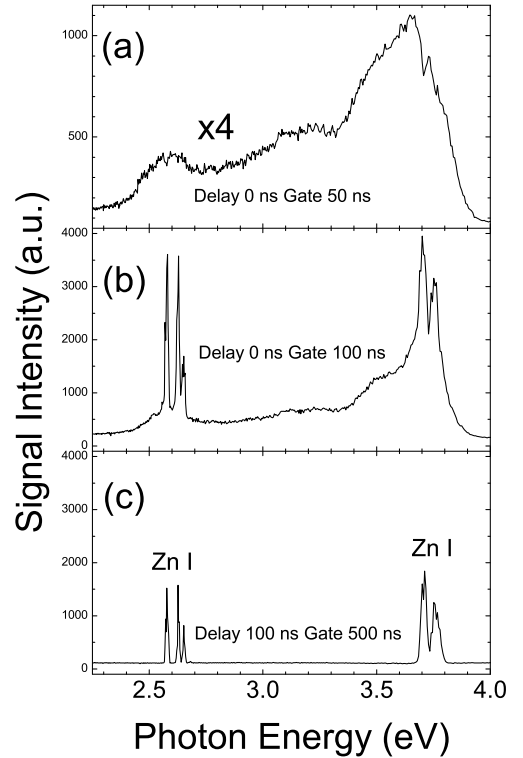 (a)
1000
x4
500
Delay 0 ns Gate 50 ns
4000
(b)
3000
Delay 0 ns Gate 100 ns
2000
1000
0
Signal Intensity (a.u.)
4000
(c)
3000
Zn I
Zn I
2000
1000
Delay 100 ns Gate 500 ns
0
2.5 3.0 3.5 4.0
Photon Energy (eV)